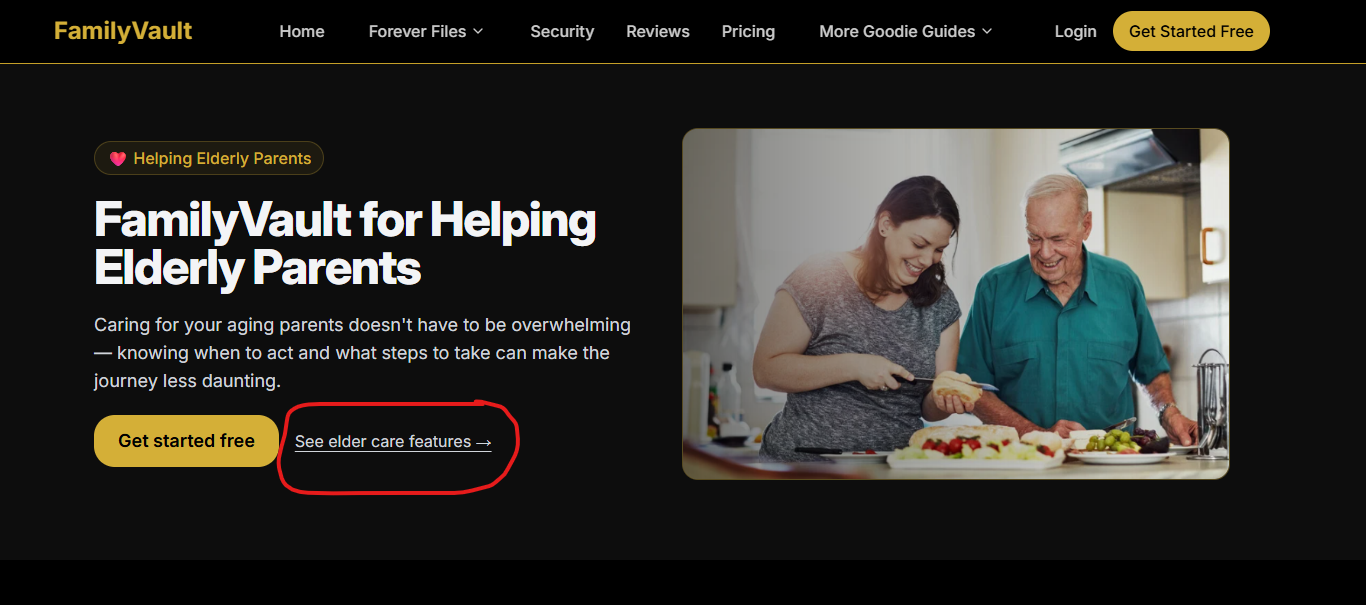 FamilyVault
Home
Forever Files
Security
Reviews
Pricing
More Goodie Guides
Login
Get Started Free
Helping Elderly Parents
FamilyVault for Helping
Elderly Parents
Caring for your aging parents doesn't have to be overwhelming
— knowing when to act and what steps to take can make the
journey less daunting.
Get started free
See elder care features →